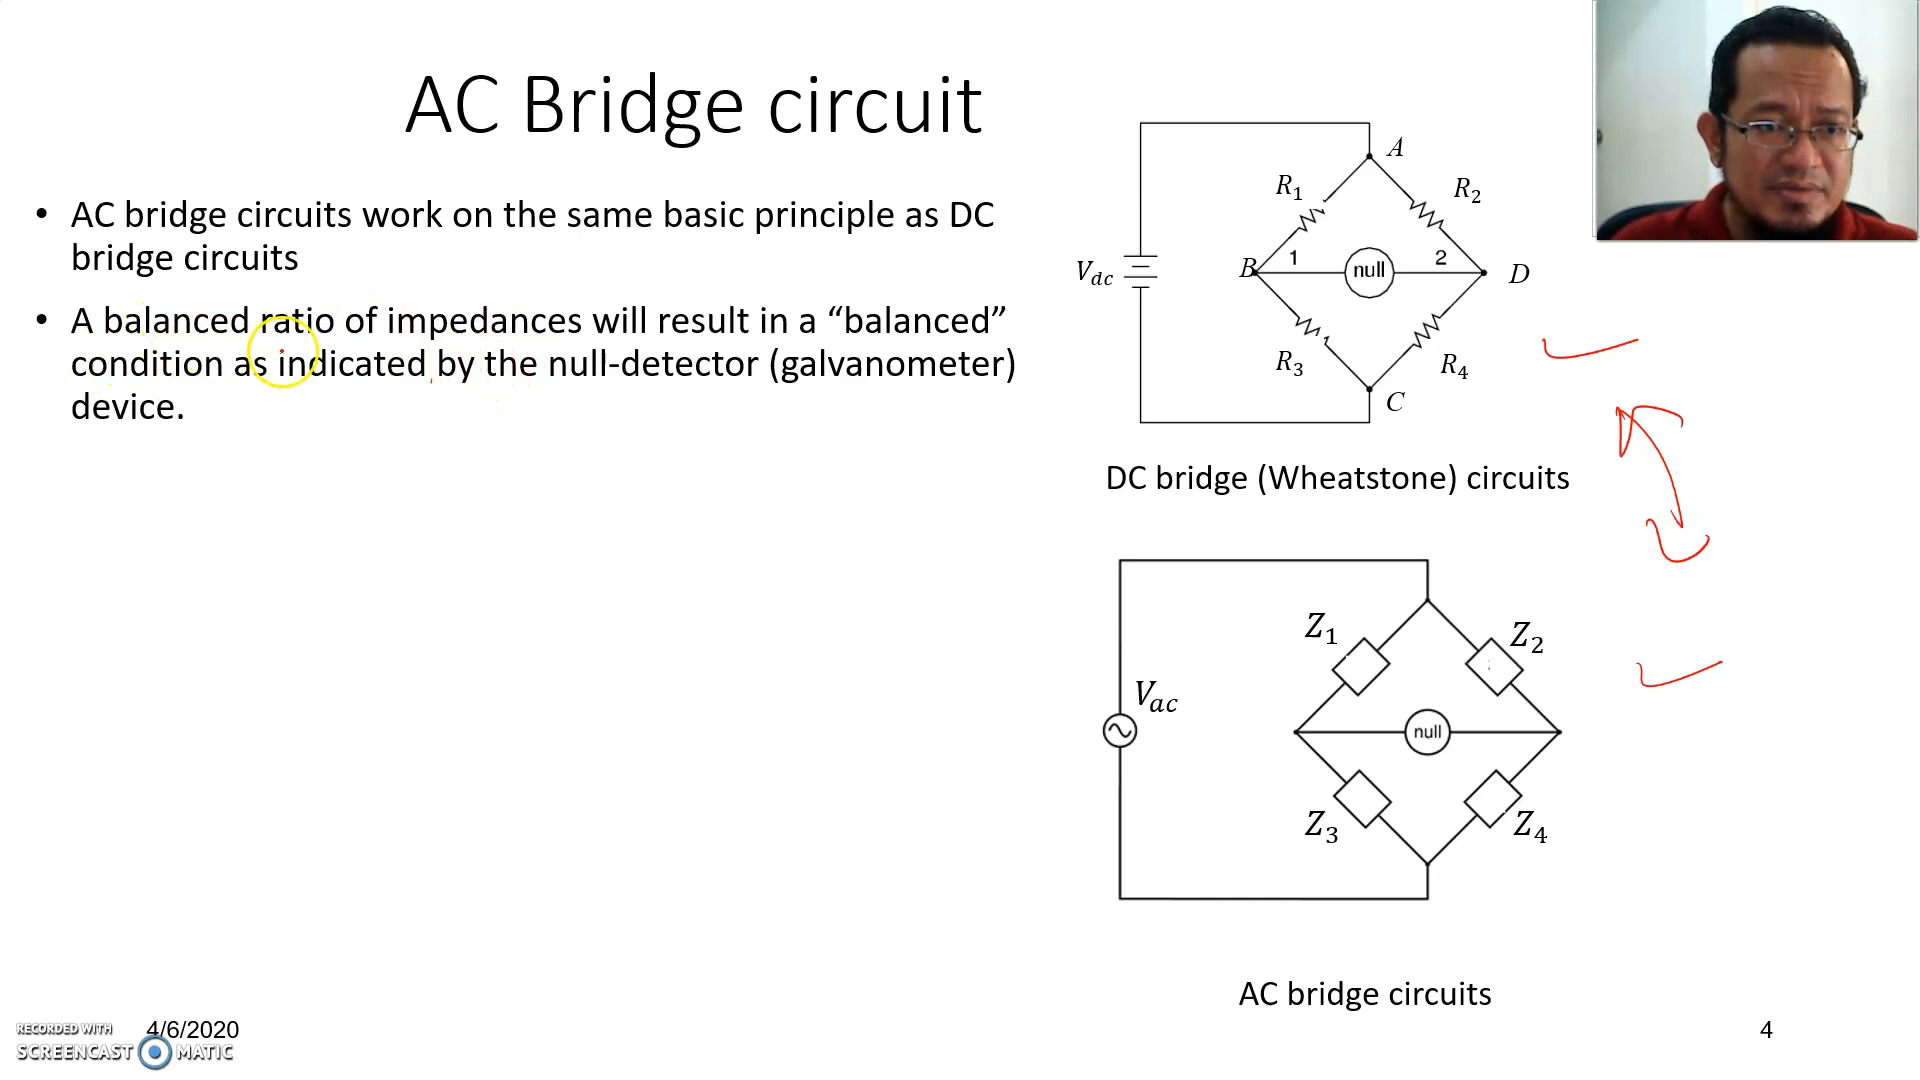 AC Bridge circuit
• AC bridge circuits work on the same basic principle as DC
bridge circuits
• A balanced ratio of impedances will result in a “balanced”
condition as indicated by the null-detector (galvanometer)
device.
A
R1
R2
Vdc
B
1
null
2
D
R3
R4
C
DC bridge (Wheatstone) circuits
Z1
Z2
Vac
null
Z3
Z4
AC bridge circuits
RECORDED WITH
SCREENCAST MATIC
4/6/2020
4